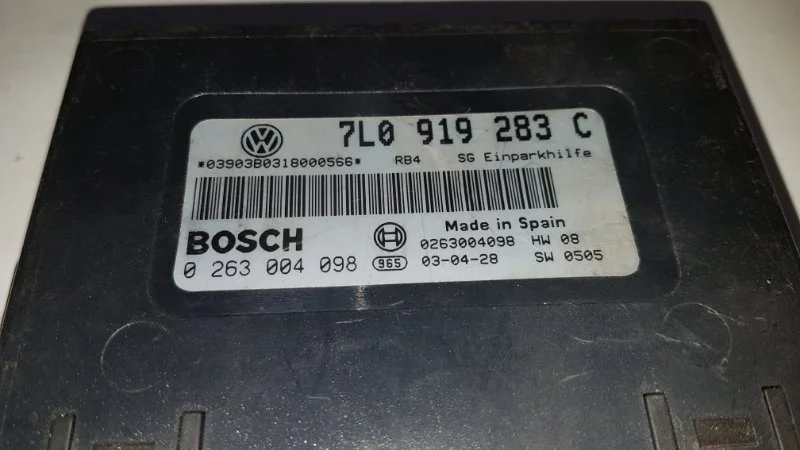 7L0 919 283 C
*03903B0318000566* RB4 SG Einparkhilfe
Made in Spain
BOSCH 0263004098 HW 08
0 263 004 098 965 03-04-28 SW 0505